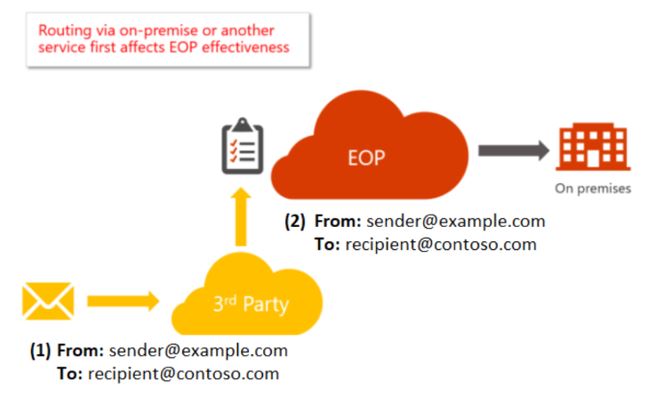 Routing via on-premise or another
service first affects EOP effectiveness
EOP
On premises
(2) From: sender@example.com
To: recipient@contoso.com
3rd Party
(1) From: sender@example.com
To: recipient@contoso.com